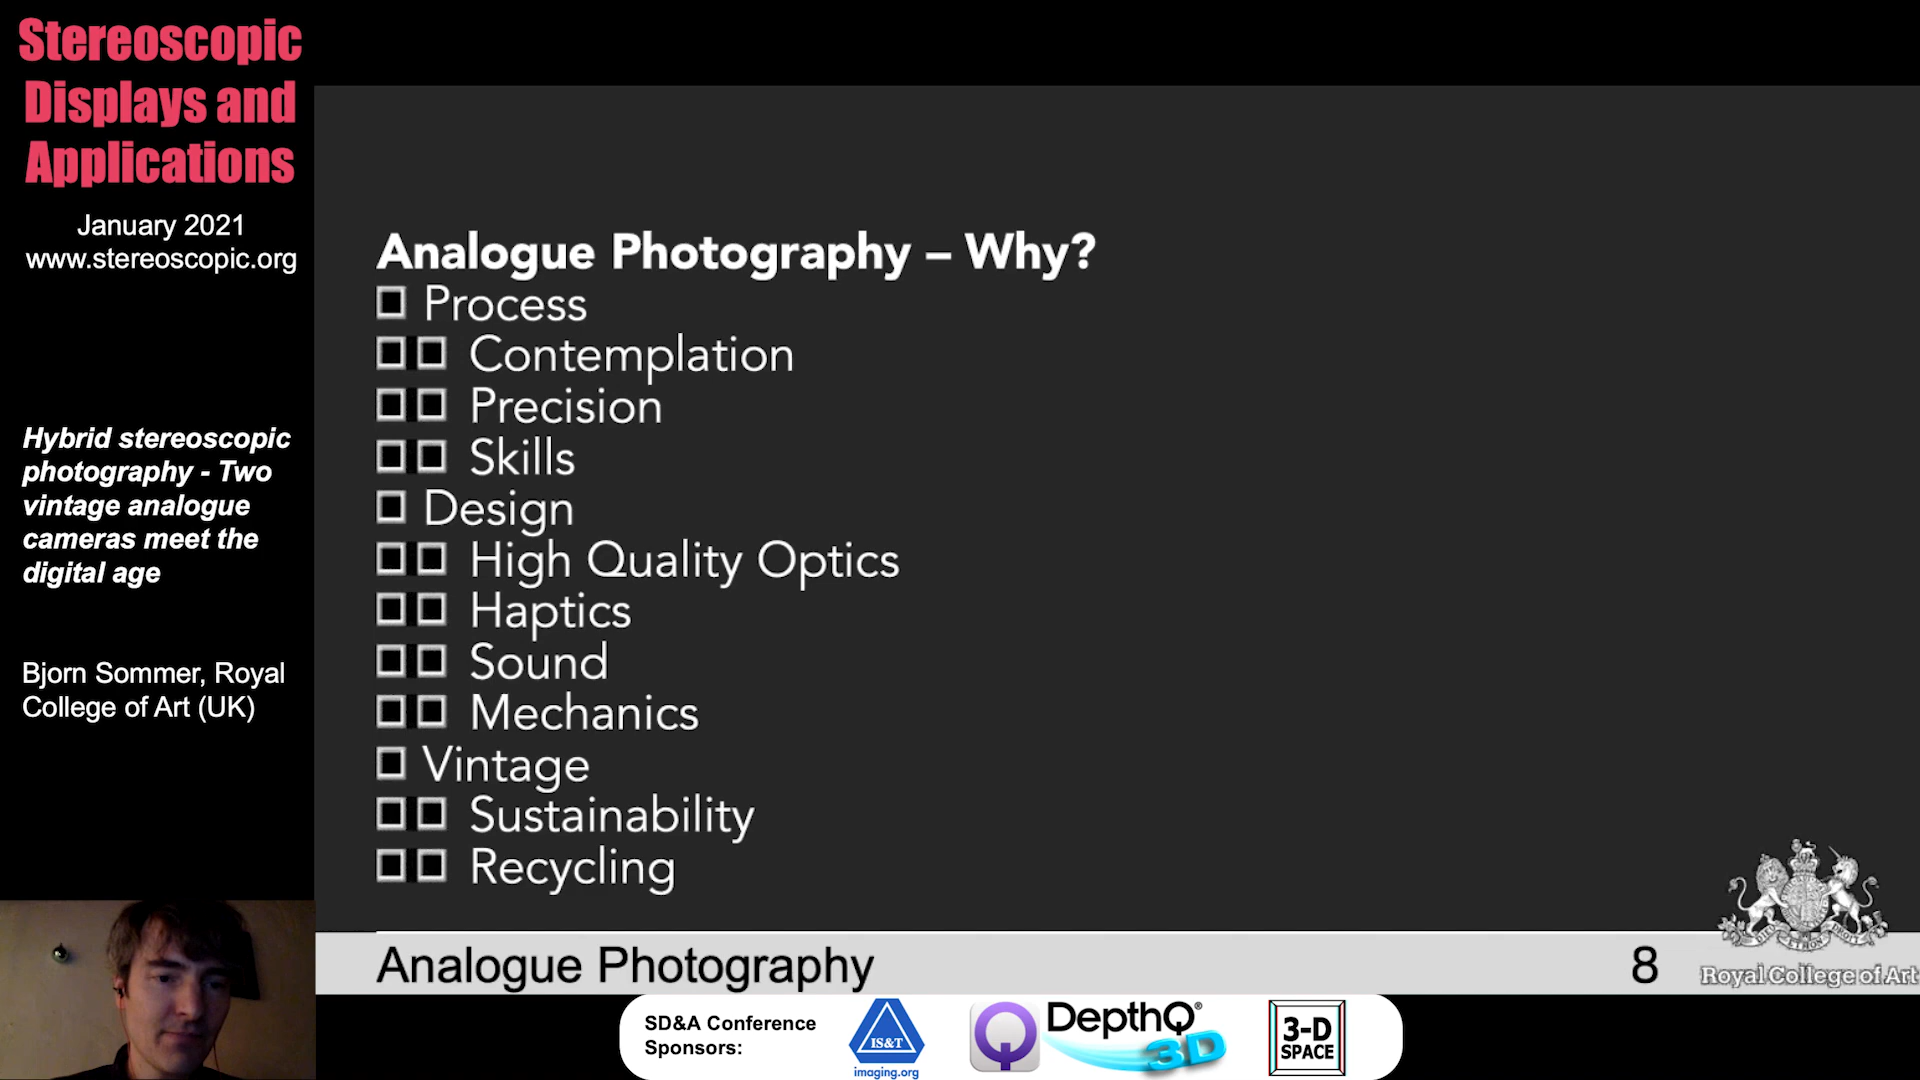 Stereoscopic
Displays and
Applications
January 2021
www.stereoscopic.org
Hybrid stereoscopic
photography - Two
vintage analogue
cameras meet the
digital age
Bjorn Sommer, Royal
College of Art (UK)
Analogue Photography – Why?
Process
Contemplation
Precision
Skills
Design
High Quality Optics
Haptics
Sound
Mechanics
Vintage
Sustainability
Recycling
Analogue Photography
8
Royal College of Art
SD&A Conference
Sponsors:
IS&T
imaging.org
DepthQ®
3D
3-D
SPACE